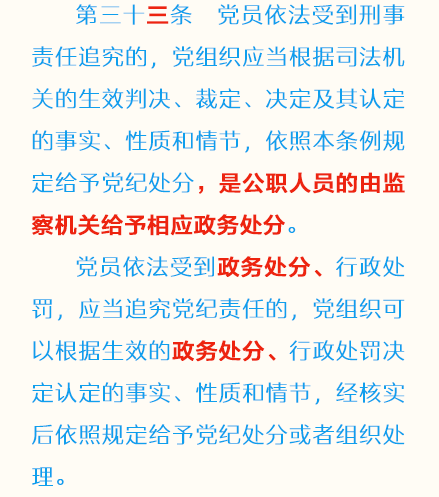 第三十三条　党员依法受到刑事
责任追究的，党组织应当根据司法机
关的生效判决、裁定、决定及其认定
的事实、性质和情节，依照本条例规
定给予党纪处分，是公职人员的由监
察机关给予相应政务处分。
党员依法受到政务处分、行政处
罚，应当追究党纪责任的，党组织可
以根据生效的政务处分、行政处罚决
定认定的事实、性质和情节，经核实
后依照规定给予党纪处分或者组织处
理。